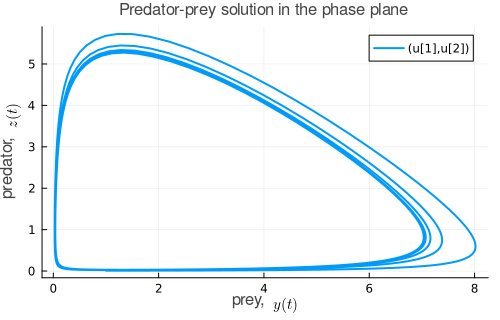 Predator-prey solution in the phase plane
(u[1],u[2])
predator, z(t)
5
4
3
2
1
0
0 2 4 6 8
prey, y(t)